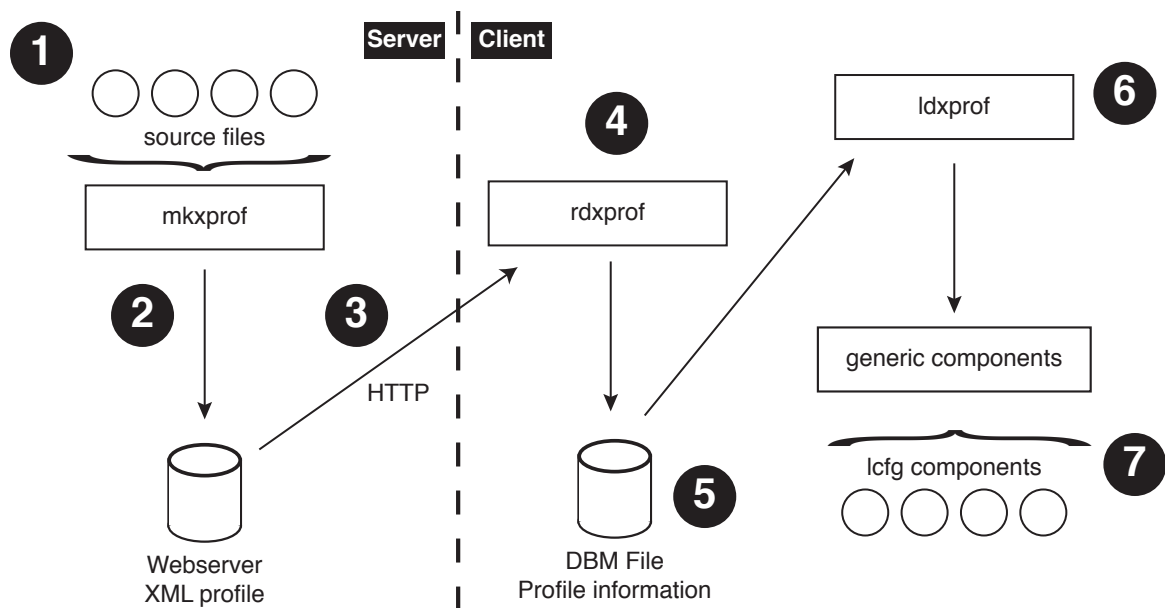 1
Server
Client
source files
mkxprof
2
3
HTTP
Webserver
XML profile
4
rdxprof
5
DBM File
Profile information
6
ldxprof
generic components
lcfg components
7